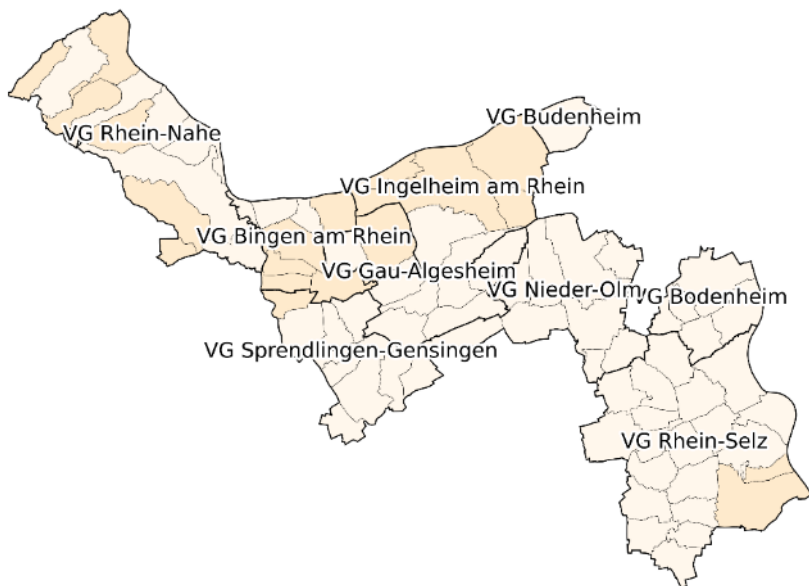 VG Budenheim
VG Rhein-Nahe
VG Ingelheim am Rhein
VG Bingen am Rhein
VG Gau-Algesheim
VG Nieder-Olm
VG Bodenheim
VG Sprendlingen-Gensingen
VG Rhein-Selz